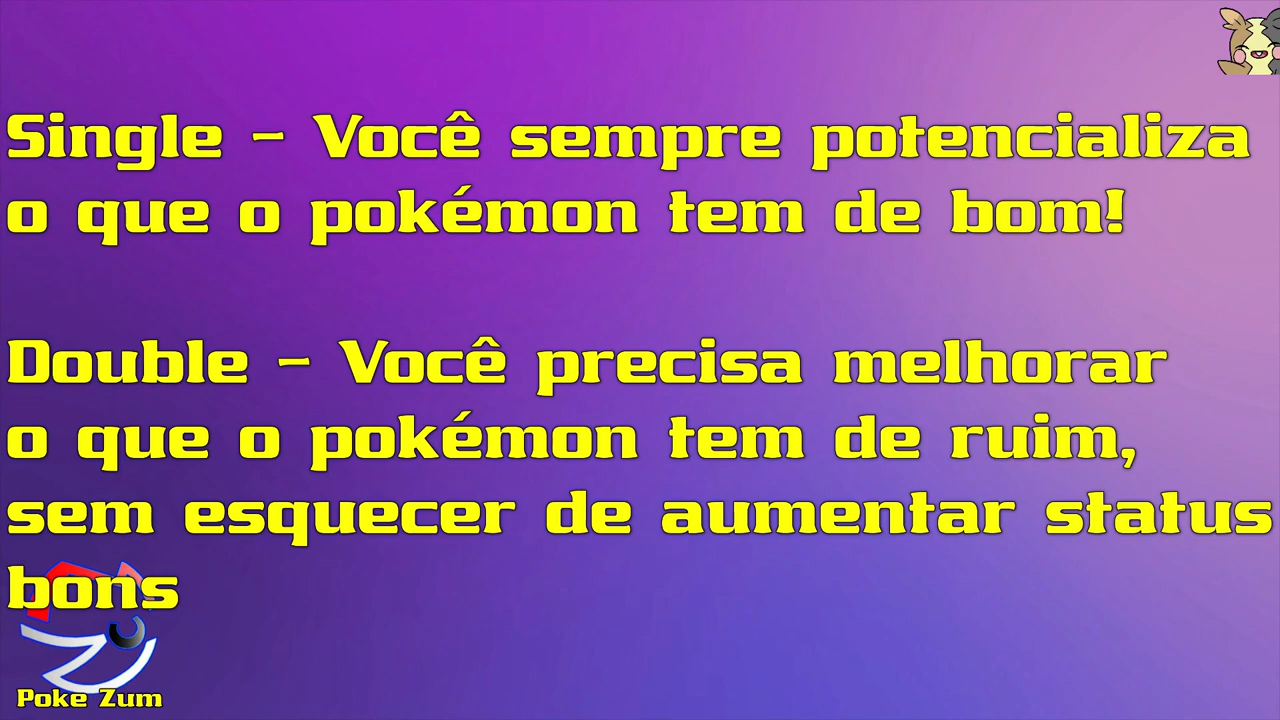 Single - Você sempre potencializa
o que o pokémon tem de bom!
Double - Você precisa melhorar
o que o pokémon tem de ruim,
sem esquecer de aumentar status
bons
Poke Zum